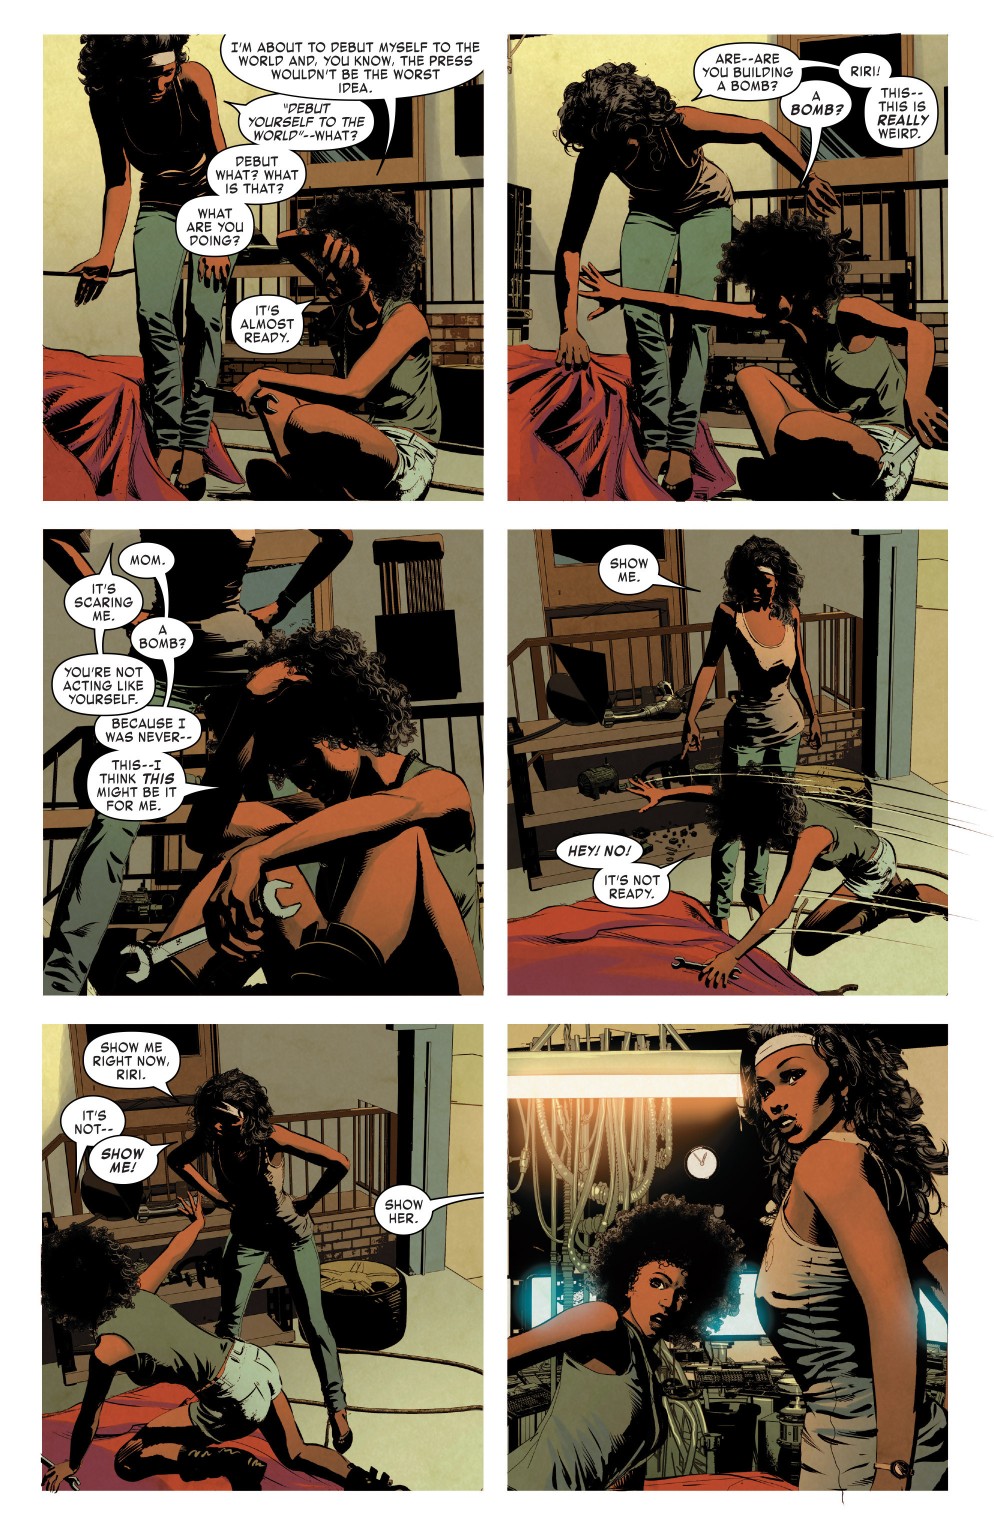 I'M ABOUT TO DEBUT MYSELF TO THE
WORLD AND, YOU KNOW, THE PRESS
WOULDN'T BE THE WORST
IDEA.
"DEBUT
YOURSELF TO THE
WORLD"--WHAT?
DEBUT
WHAT? WHAT
IS THAT?
WHAT
ARE YOU
DOING?
IT'S
ALMOST
READY.
ARE--ARE
YOU BUILDING
A BOMB?
RIRI!
A
BOMB?
THIS--
THIS IS
REALLY
WEIRD.
MOM.
IT'S
SCARING
ME.
A
BOMB?
YOU'RE NOT
ACTING LIKE
YOURSELF.
BECAUSE I
WAS NEVER--
THIS--I
THINK THIS
MIGHT BE IT
FOR ME.
SHOW
ME.
HEY! NO!
IT'S NOT
READY.
SHOW ME
RIGHT NOW,
RIRI.
IT'S
NOT--
SHOW
ME!
SHOW
HER.